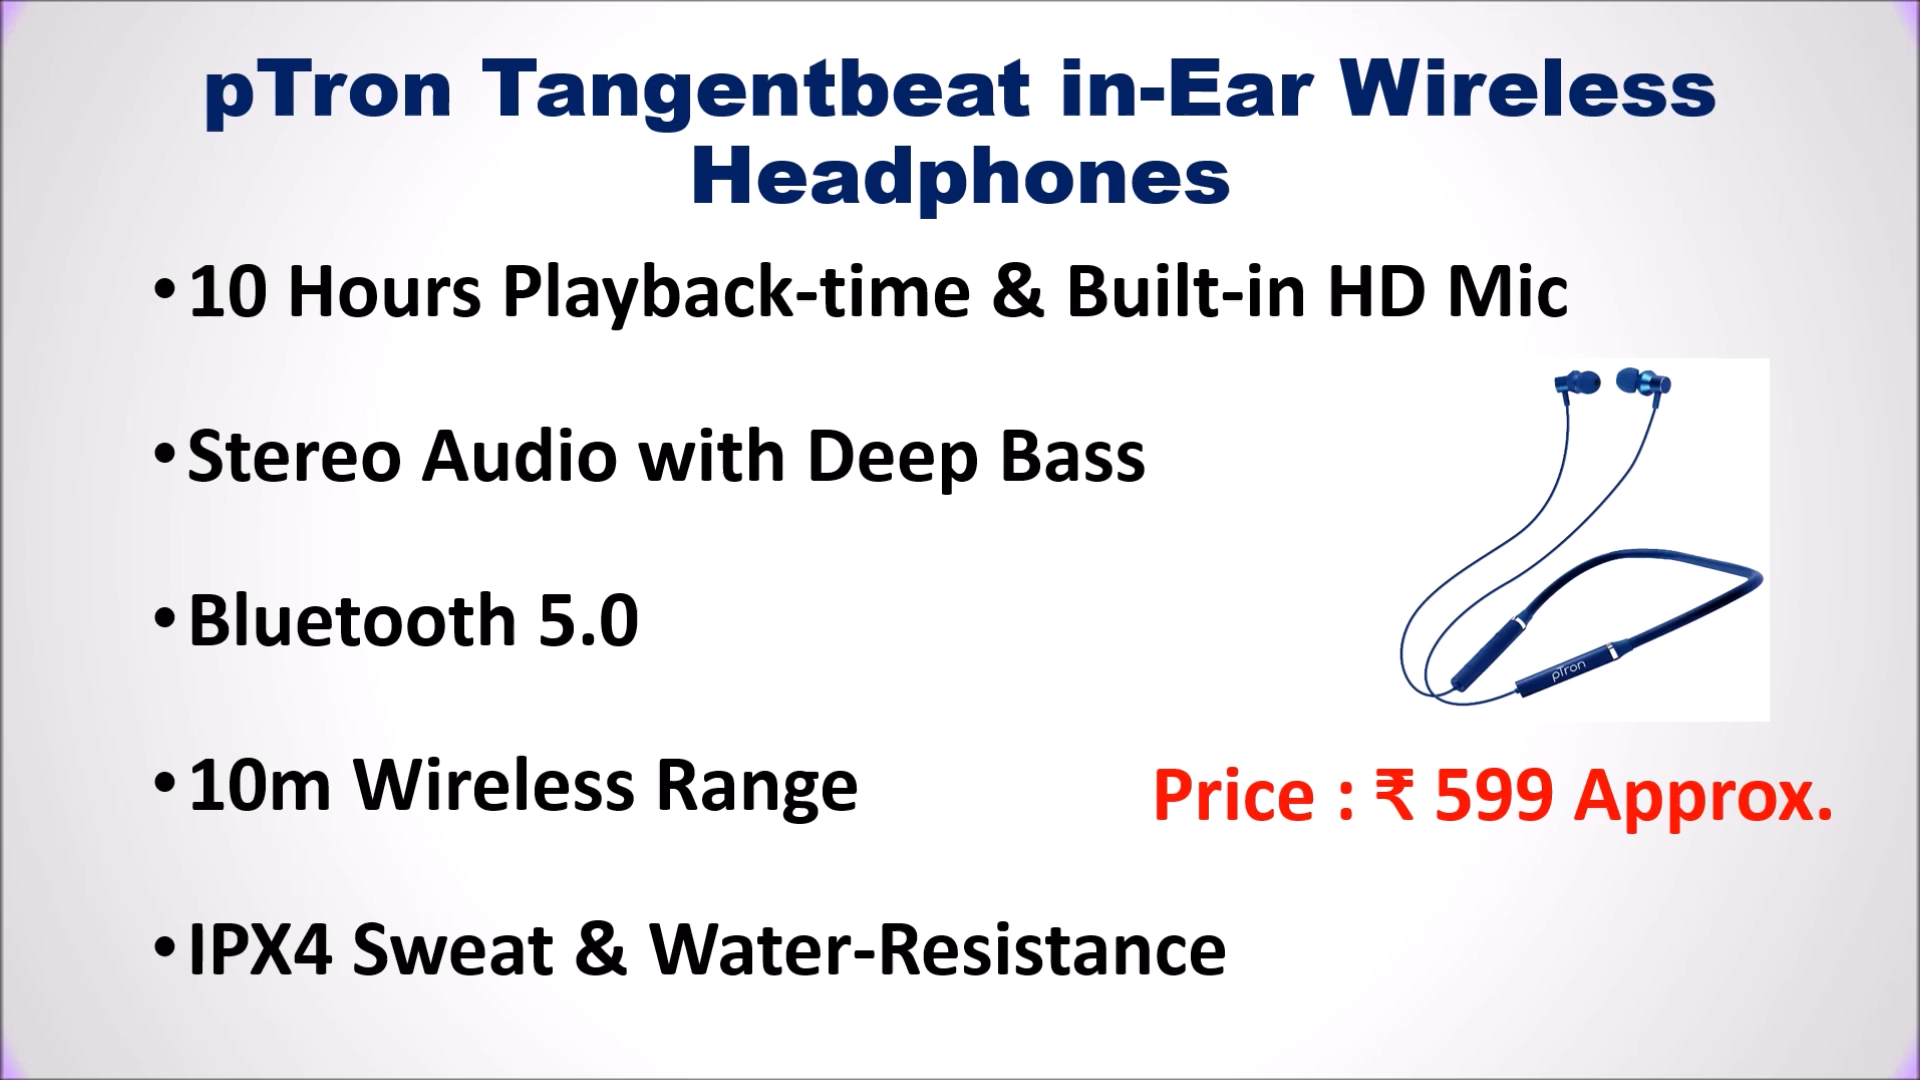 pTron Tangentbeat in-Ear Wireless
Headphones
• 10 Hours Playback-time & Built-in HD Mic
• Stereo Audio with Deep Bass
• Bluetooth 5.0
pTron
• 10m Wireless Range
Price : ₹ 599 Approx.
• IPX4 Sweat & Water-Resistance